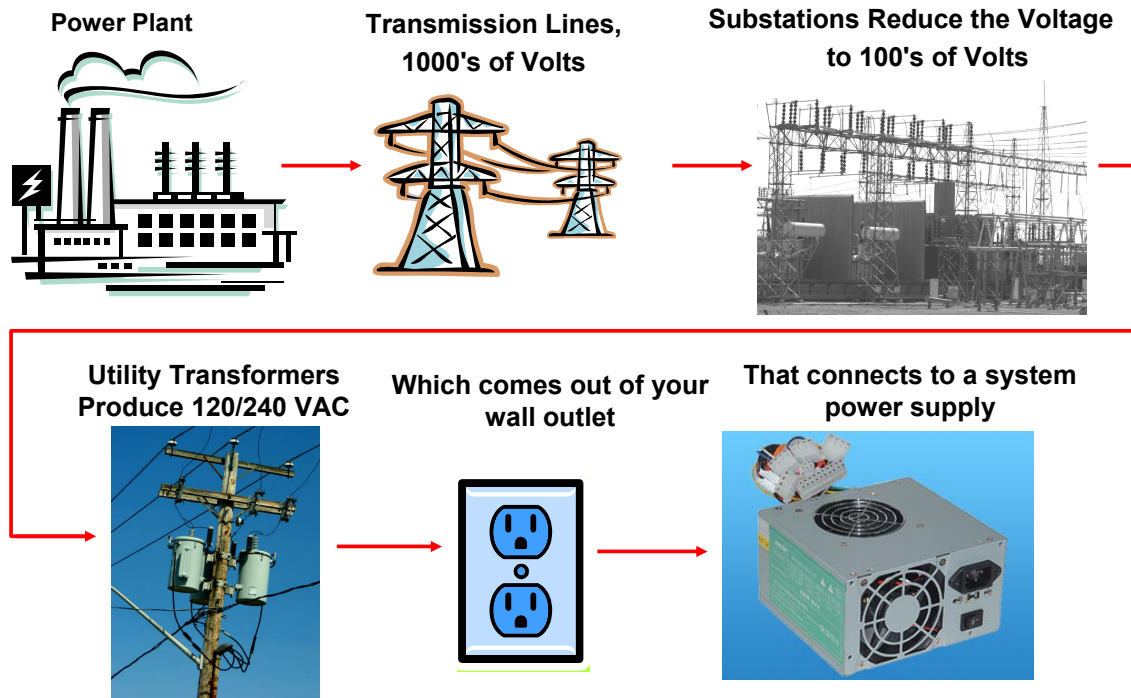 Power Plant
Transmission Lines,
1000's of Volts
Substations Reduce the Voltage
to 100's of Volts
Utility Transformers
Produce 120/240 VAC
Which comes out of your
wall outlet
That connects to a system
power supply